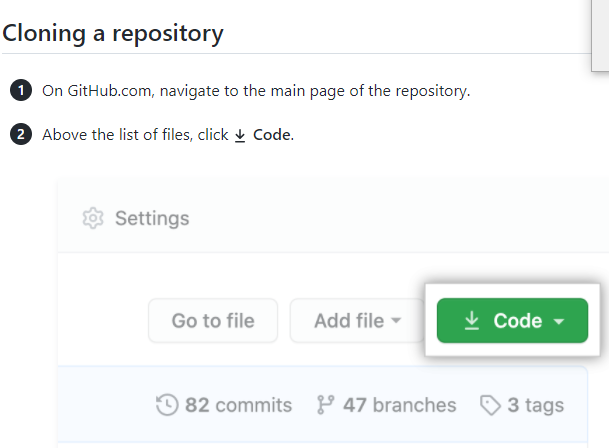 Cloning a repository
1 On GitHub.com, navigate to the main page of the repository.
2 Above the list of files, click Code.
Settings
Go to file Add file Code
82 commits 47 branches 3 tags